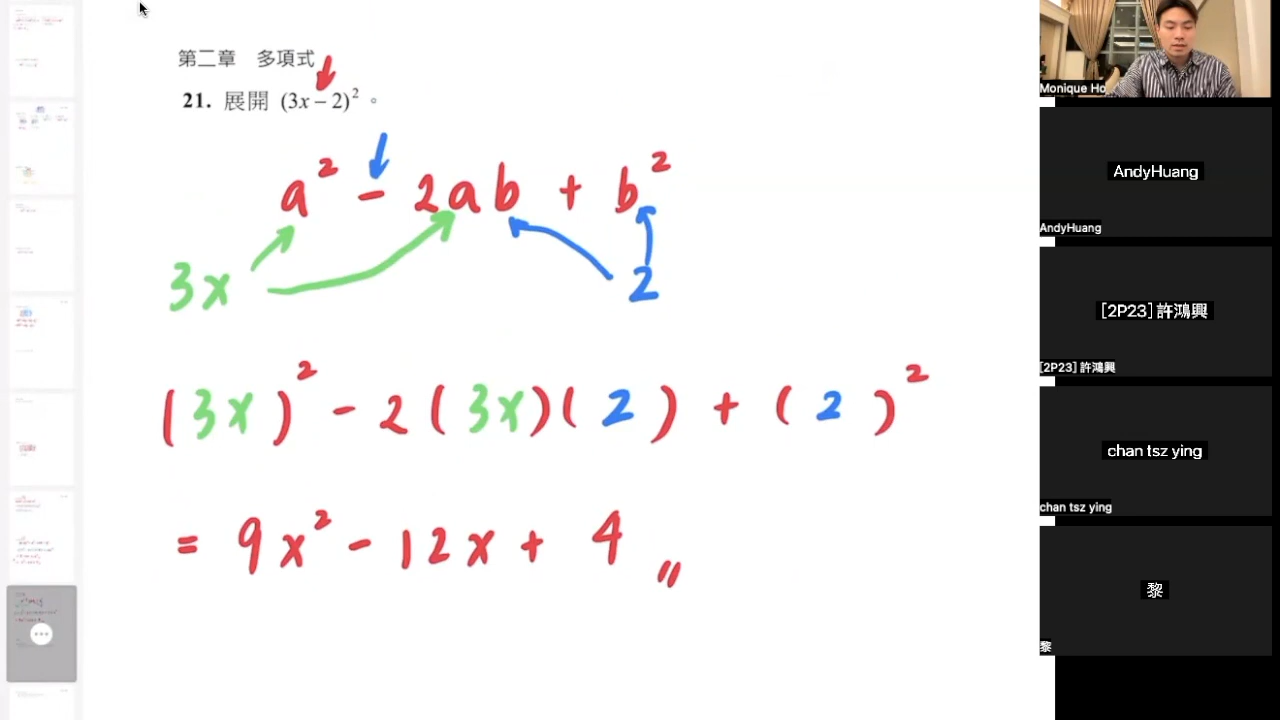 第二章 多項式
21. 展開 (3x − 2)²。
a² - 2ab + b²
3x
2
(3x)² - 2(3x)(2) + (2)²
= 9x² - 12x + 4 〃
Monique Ho
AndyHuang
AndyHuang
[2P23] 許鴻興
[2P23] 許鴻興
chan tsz ying
chan tsz ying
黎
黎